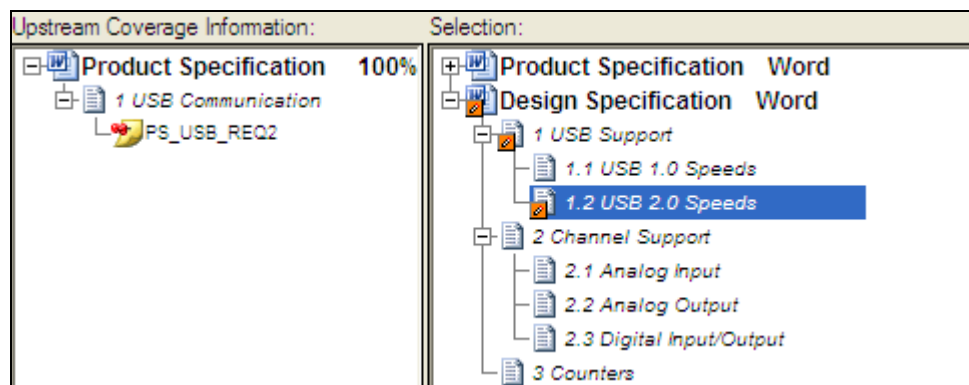 Upstream Coverage Information:
Product Specification 100%
1 USB Communication
PS_USB_REQ2
Selection:
Product Specification Word
Design Specification Word
1 USB Support
1.1 USB 1.0 Speeds
1.2 USB 2.0 Speeds
2 Channel Support
2.1 Analog Input
2.2 Analog Output
2.3 Digital Input/Output
3 Counters